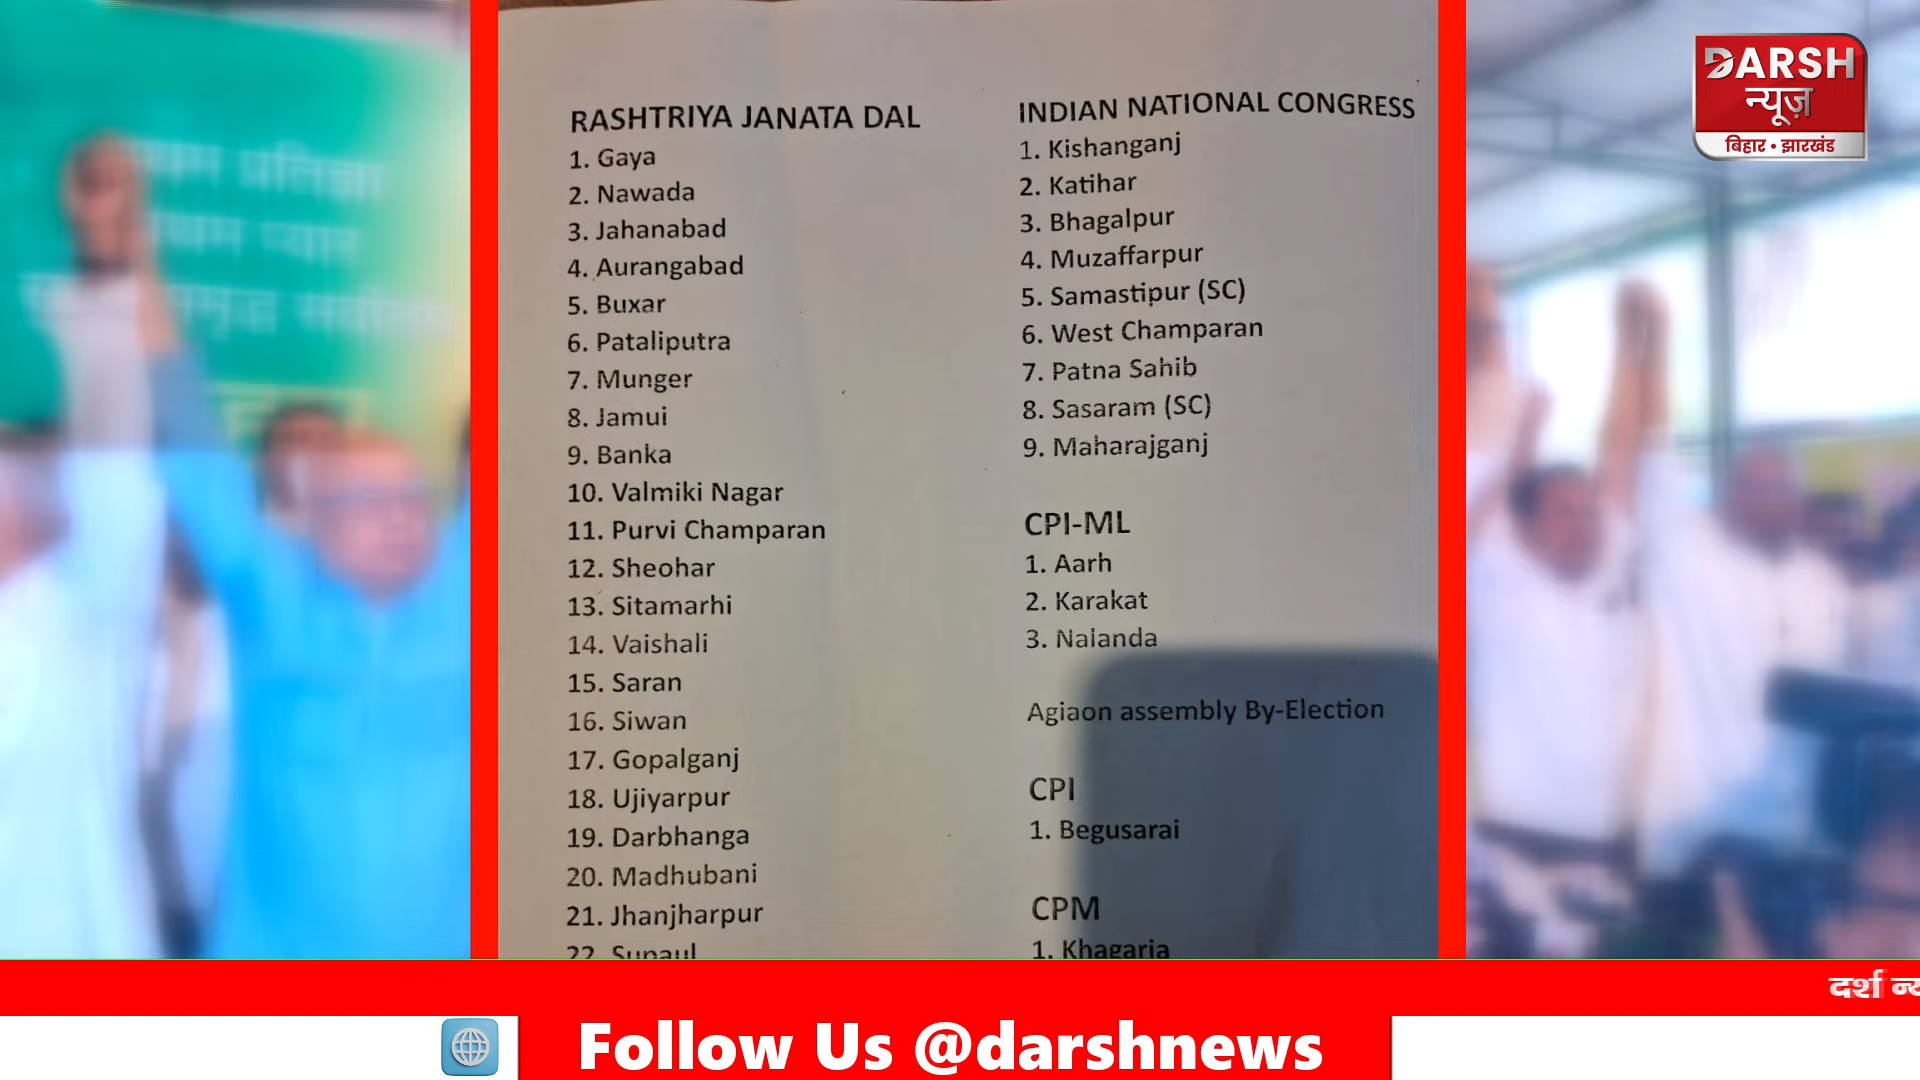 RASHTRIYA JANATA DAL
1. Gaya
2. Nawada
3. Jahanabad
4. Aurangabad
5. Buxar
6. Pataliputra
7. Munger
8. Jamui
9. Banka
10. Valmiki Nagar
11. Purvi Champaran
12. Sheohar
13. Sitamarhi
14. Vaishali
15. Saran
16. Siwan
17. Gopalganj
18. Ujiyarpur
19. Darbhanga
20. Madhubani
21. Jhanjharpur
22. Supaul
INDIAN NATIONAL CONGRESS
1. Kishanganj
2. Katihar
3. Bhagalpur
4. Muzaffarpur
5. Samastipur (SC)
6. West Champaran
7. Patna Sahib
8. Sasaram (SC)
9. Maharajganj
CPI-ML
1. Aarh
2. Karakat
3. Nalanda
Agiaon assembly By-Election
CPI
1. Begusarai
CPM
1. Khagaria
DARSH
न्यूज़
बिहार • झारखंड
दर्श
Follow Us @darshnews